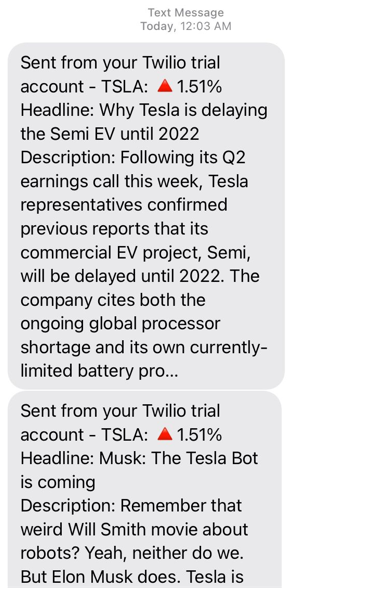 Text Message
Today, 12:03 AM
Sent from your Twilio trial
account - TSLA: 🔺1.51%
Headline: Why Tesla is delaying
the Semi EV until 2022
Description: Following its Q2
earnings call this week, Tesla
representatives confirmed
previous reports that its
commercial EV project, Semi,
will be delayed until 2022. The
company cites both the
ongoing global processor
shortage and its own currently-
limited battery pro...
Sent from your Twilio trial
account - TSLA: 🔺1.51%
Headline: Musk: The Tesla Bot
is coming
Description: Remember that
weird Will Smith movie about
robots? Yeah, neither do we.
But Elon Musk does. Tesla is